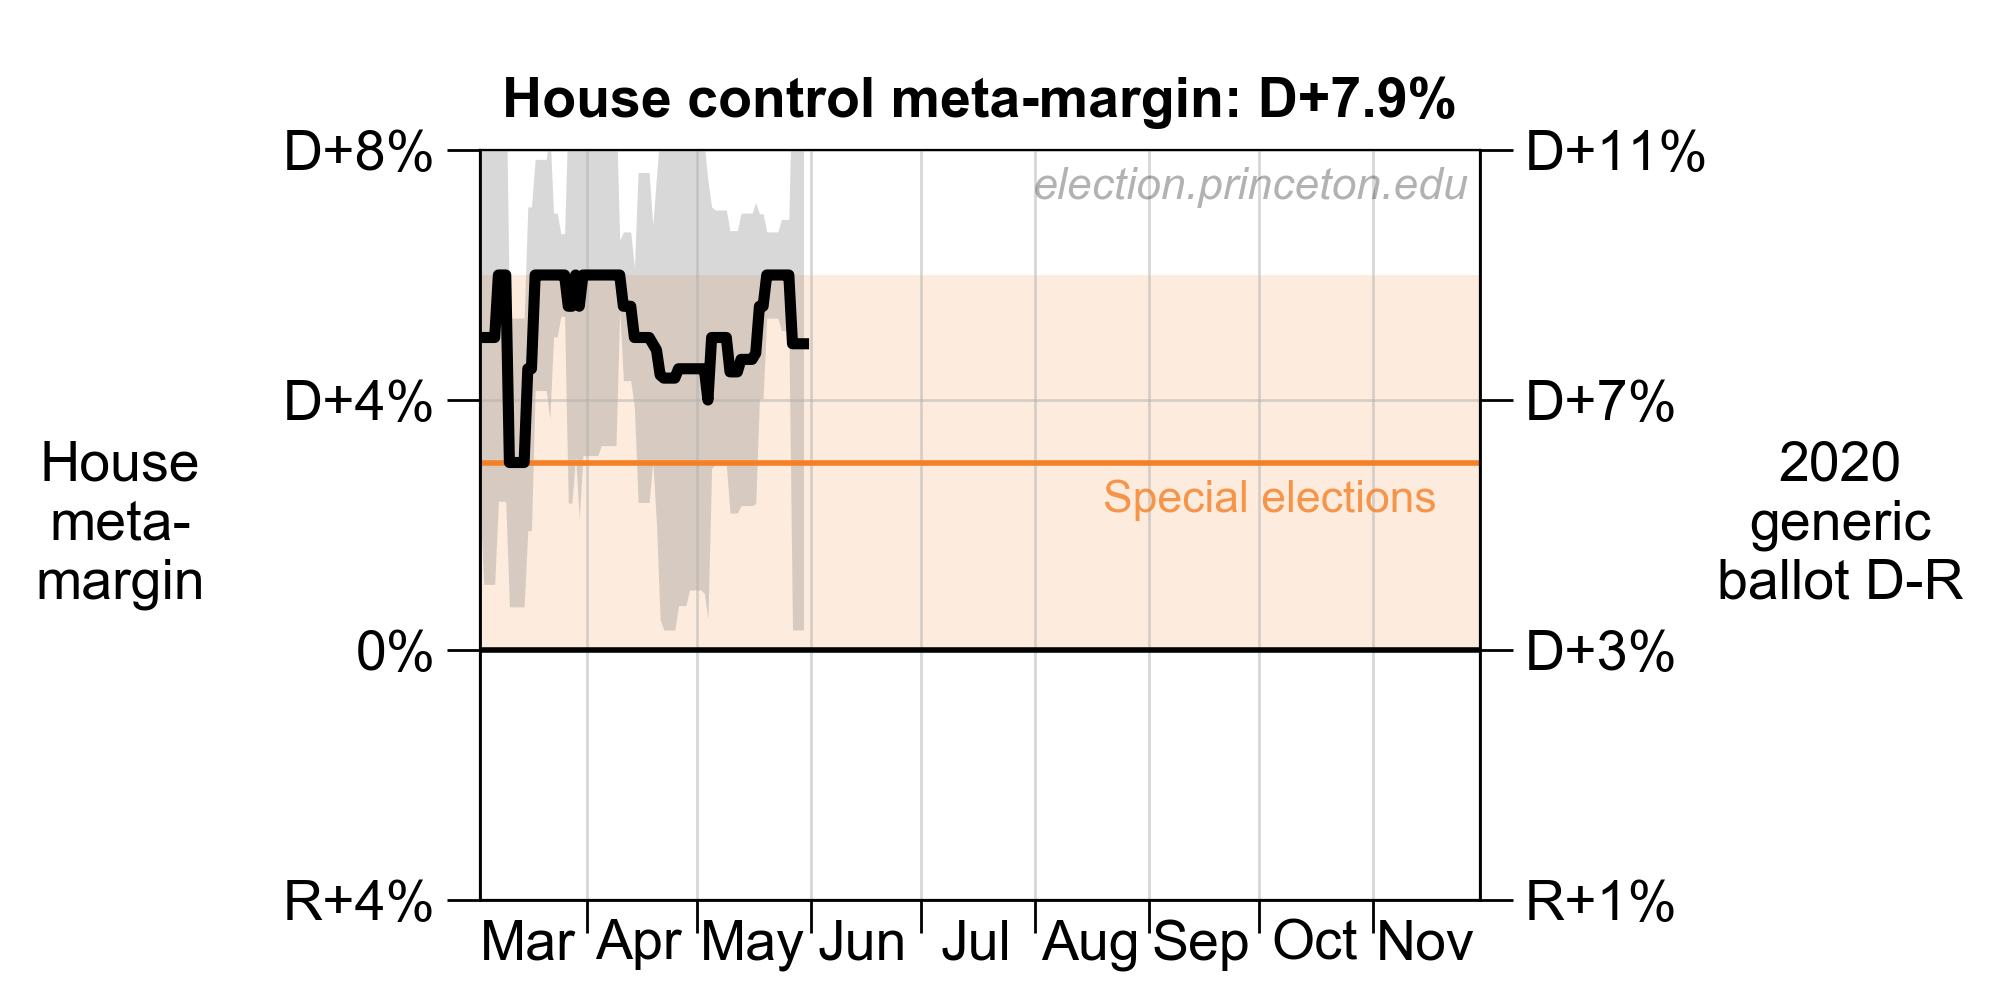 House control meta-margin: D+7.9%
D+8%
D+11%
election.princeton.edu
D+4%
D+7%
House
meta-
margin
2020
generic
ballot D-R
Special elections
0%
D+3%
R+4%
R+1%
Mar Apr May Jun Jul Aug Sep Oct Nov